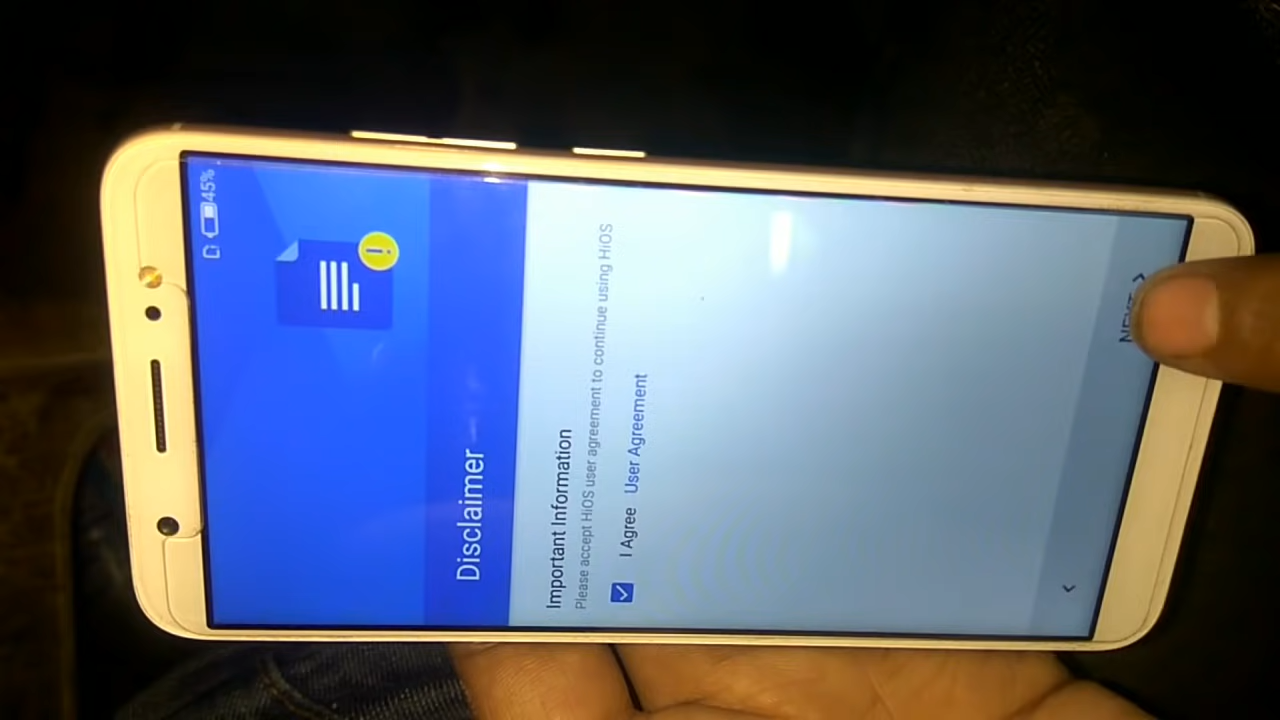 45%
Disclaimer
Important Information
Please accept HiOS user agreement to continue using HiOS
I Agree User Agreement
NEXT